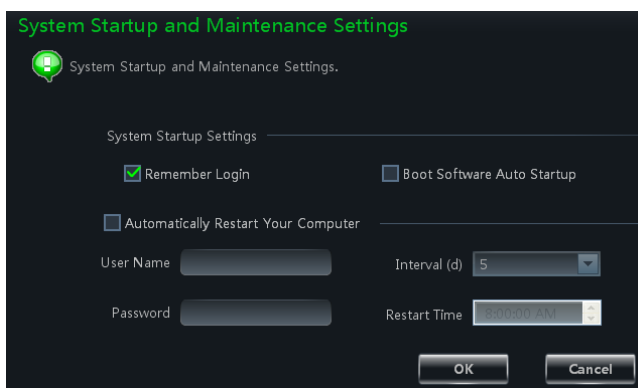 System Startup and Maintenance Settings
System Startup and Maintenance Settings.
System Startup Settings
Remember Login Boot Software Auto Startup
Automatically Restart Your Computer
User Name Interval (d) 5
Password Restart Time 8:00:00 AM
OK Cancel